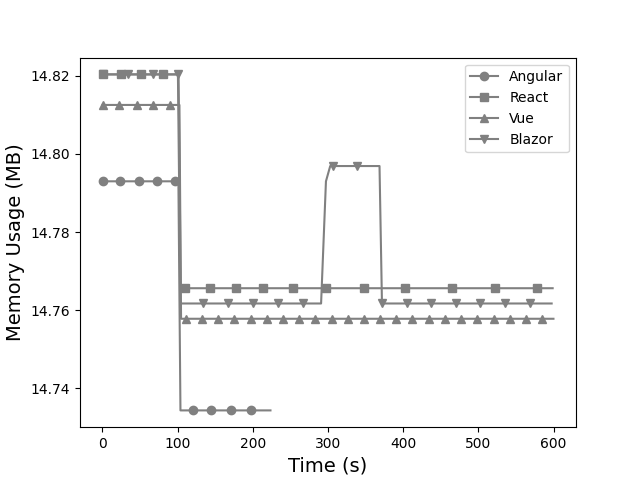 14.82
14.80
14.78
14.76
14.74
Memory Usage (MB)
0 100 200 300 400 500 600
Time (s)
Angular
React
Vue
Blazor